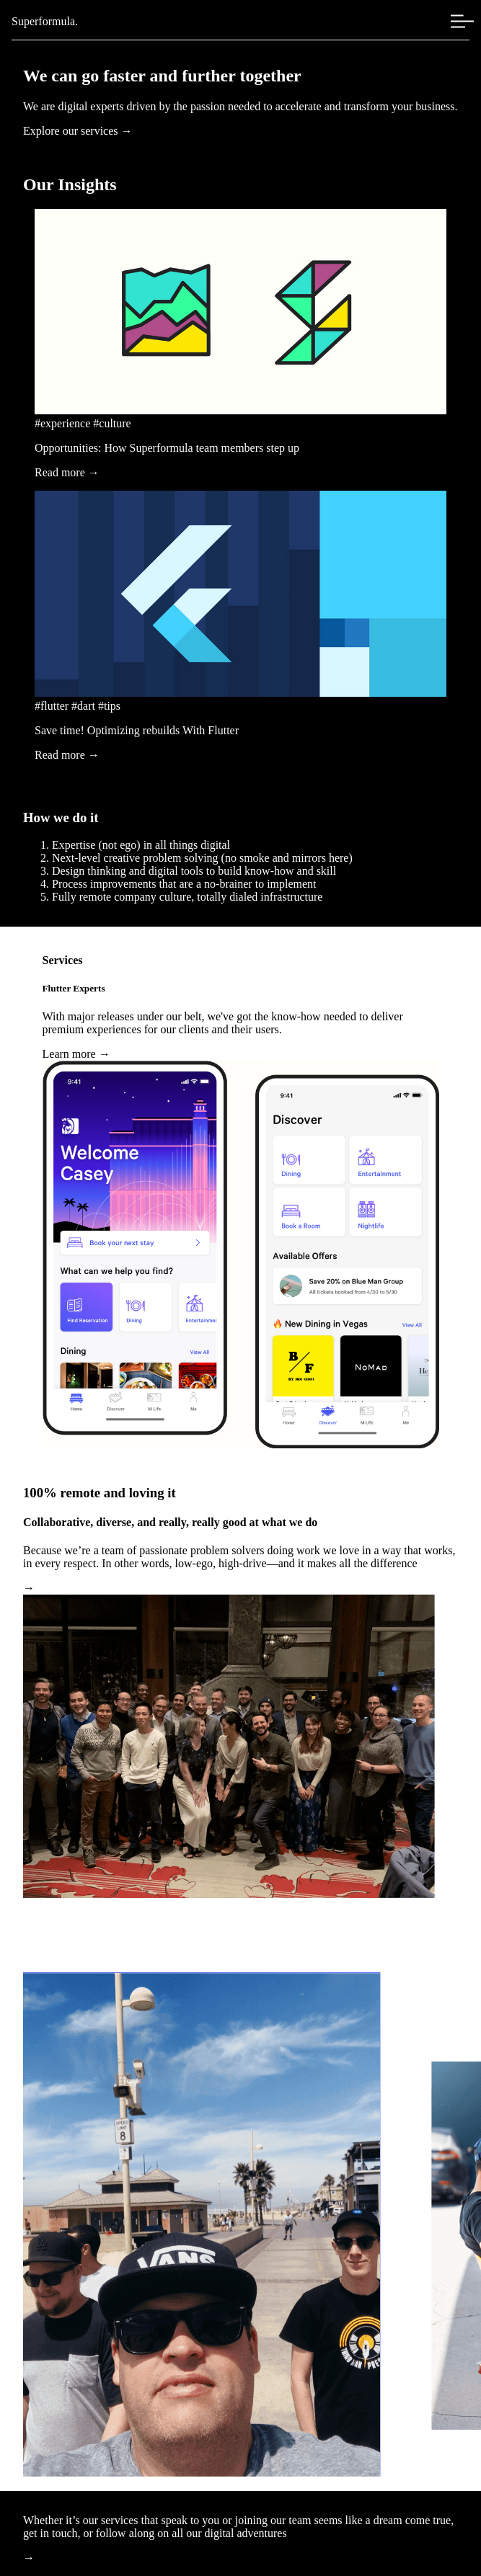 Superformula.
We can go faster and further together
We are digital experts driven by the passion needed to accelerate and transform your business.
Explore our services →
Our Insights
#experience #culture
Opportunities: How Superformula team members step up
Read more →
#flutter #dart #tips
Save time! Optimizing rebuilds With Flutter
Read more →
How we do it
1. Expertise (not ego) in all things digital
2. Next-level creative problem solving (no smoke and mirrors here)
3. Design thinking and digital tools to build know-how and skill
4. Process improvements that are a no-brainer to implement
5. Fully remote company culture, totally dialed infrastructure
Services
Flutter Experts
With major releases under our belt, we've got the know-how needed to deliver
premium experiences for our clients and their users.
Learn more →
9:41
Welcome
Casey
Book your next stay
What can we help you find?
Find Reservation
Dining
Entertainme
Dining
View All
Home
Discover
M Life
Me
9:41
Discover
Dining
Entertainment
Book a Room
Nightlife
Available Offers
Save 20% on Blue Man Group
All tickets booked from 4/30 to 5/30
New Dining in Vegas
View All
B/F
NoMad
Home
Discover
M Life
Me
100% remote and loving it
Collaborative, diverse, and really, really good at what we do
Because we’re a team of passionate problem solvers doing work we love in a way that works,
in every respect. In other words, low-ego, high-drive—and it makes all the difference
→
SPEED
LIMIT
8
VANS
Whether it’s our services that speak to you or joining our team seems like a dream come true,
get in touch, or follow along on all our digital adventures
→